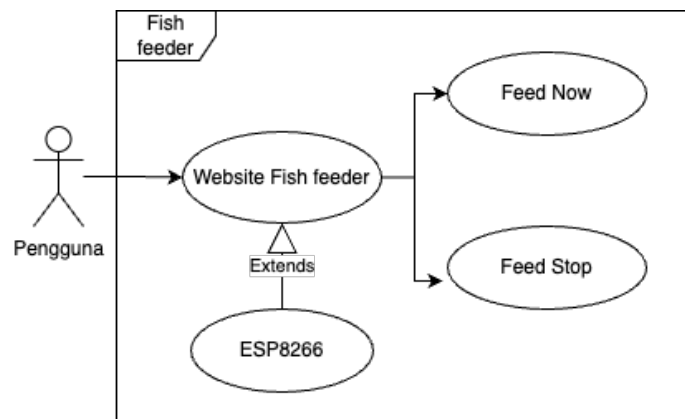 Fish
feeder
Feed Now
Website Fish feeder
Pengguna
Extends
Feed Stop
ESP8266